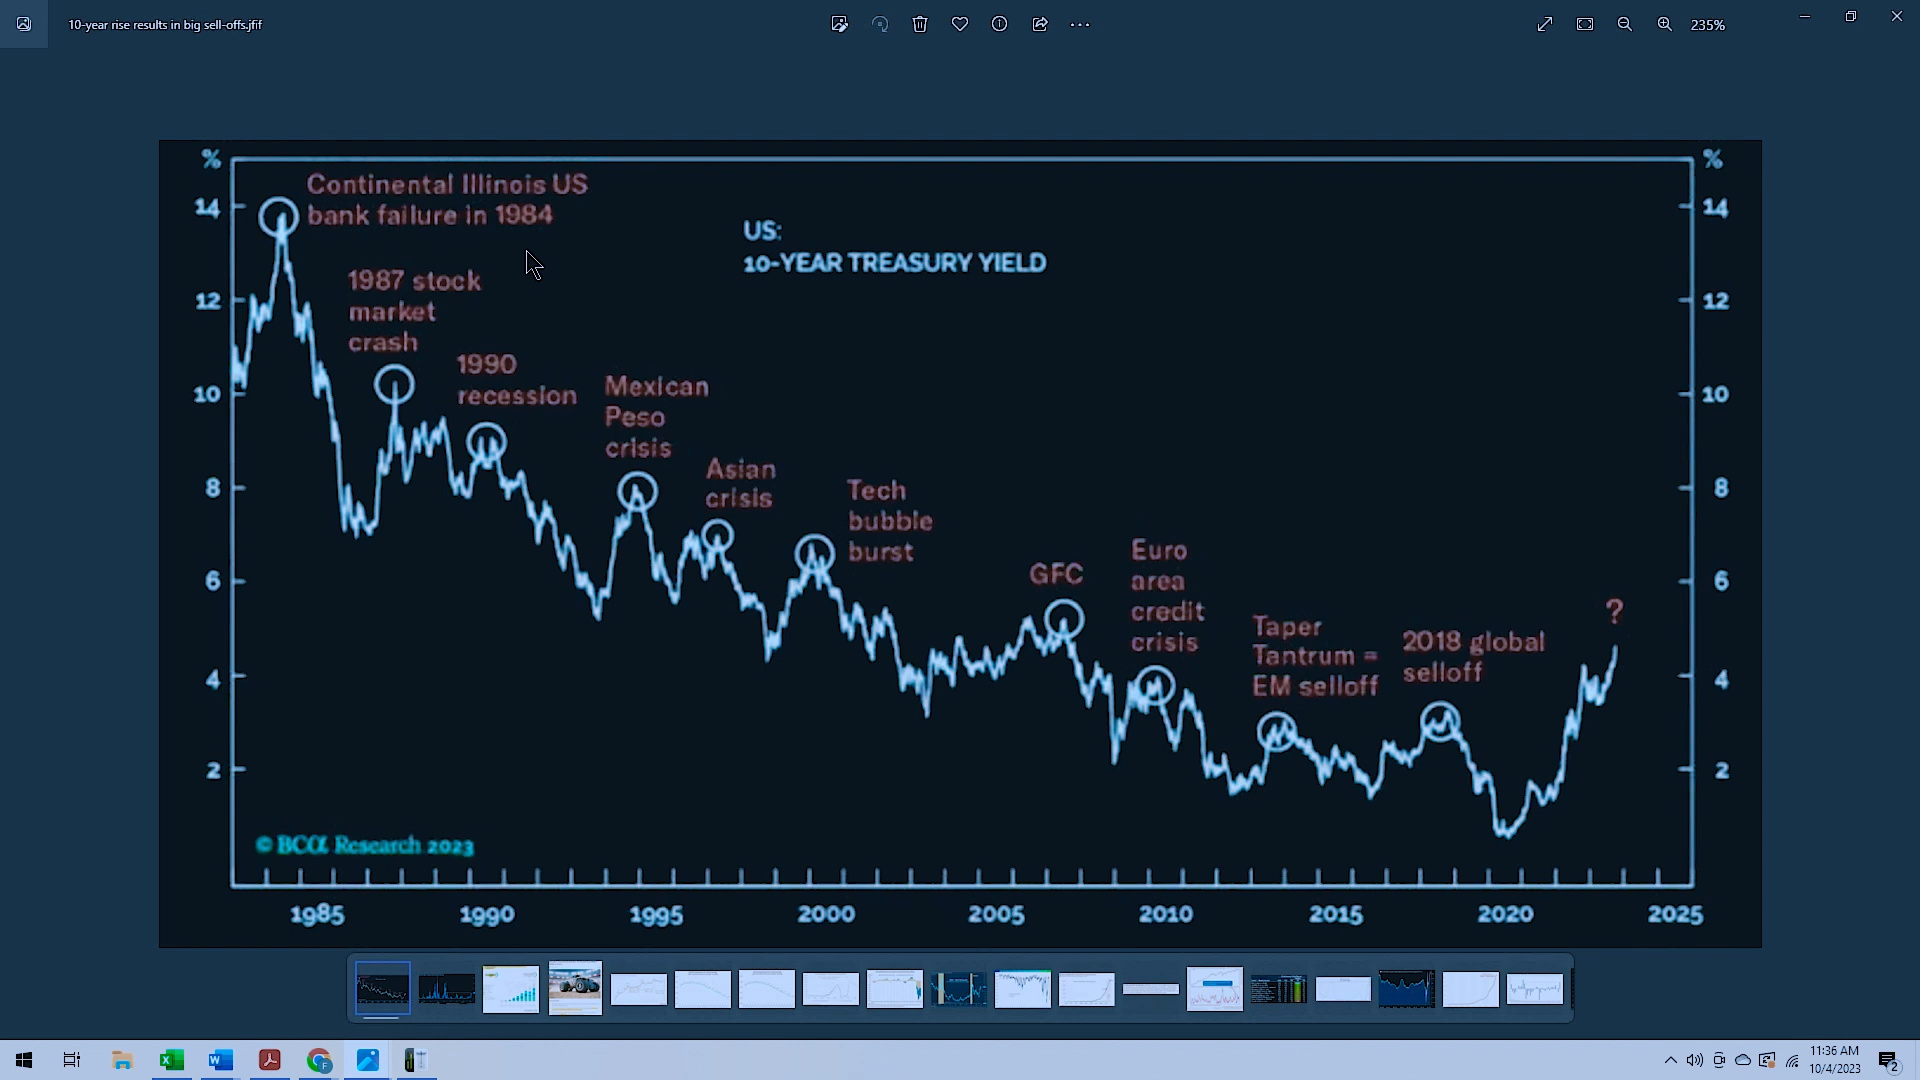 10-year rise results in big sell-offs.jfif
235%
% %
Continental Illinois US
bank failure in 1984
14 14
US:
10-YEAR TREASURY YIELD
1987 stock
market
crash
12 12
1990
recession
Mexican
Peso
crisis
10 10
Asian
crisis
Tech
bubble
burst
8 8
Euro
area
credit
crisis
GFC
6 6
?
Taper
Tantrum =
EM selloff
2018 global
selloff
4 4
2 2
© BCα Research 2023
1985 1990 1995 2000 2005 2010 2015 2020 2025
11:36 AM
10/4/2023
2